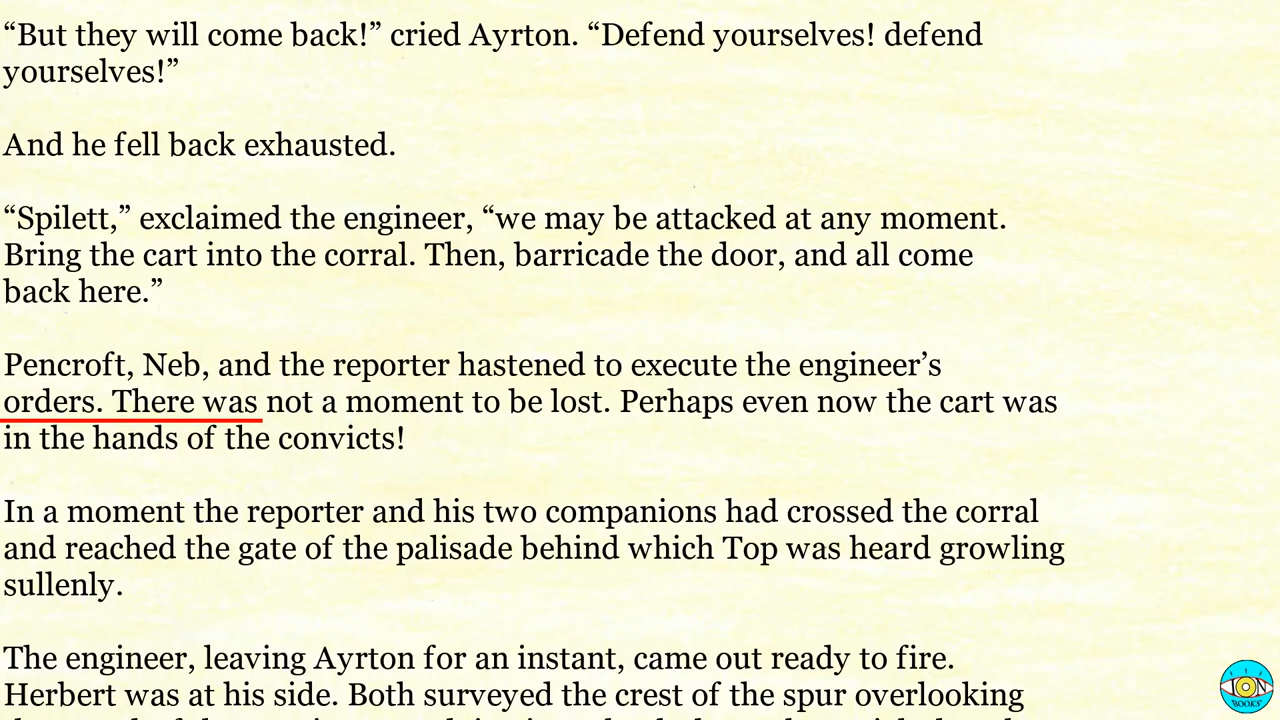 “But they will come back!” cried Ayrton. “Defend yourselves! defend
yourselves!”
And he fell back exhausted.
“Spilett,” exclaimed the engineer, “we may be attacked at any moment.
Bring the cart into the corral. Then, barricade the door, and all come
back here.”
Pencroft, Neb, and the reporter hastened to execute the engineer’s
orders. There was not a moment to be lost. Perhaps even now the cart was
in the hands of the convicts!
In a moment the reporter and his two companions had crossed the corral
and reached the gate of the palisade behind which Top was heard growling
sullenly.
The engineer, leaving Ayrton for an instant, came out ready to fire.
Herbert was at his side. Both surveyed the crest of the spur overlooking
ION
BOOKS